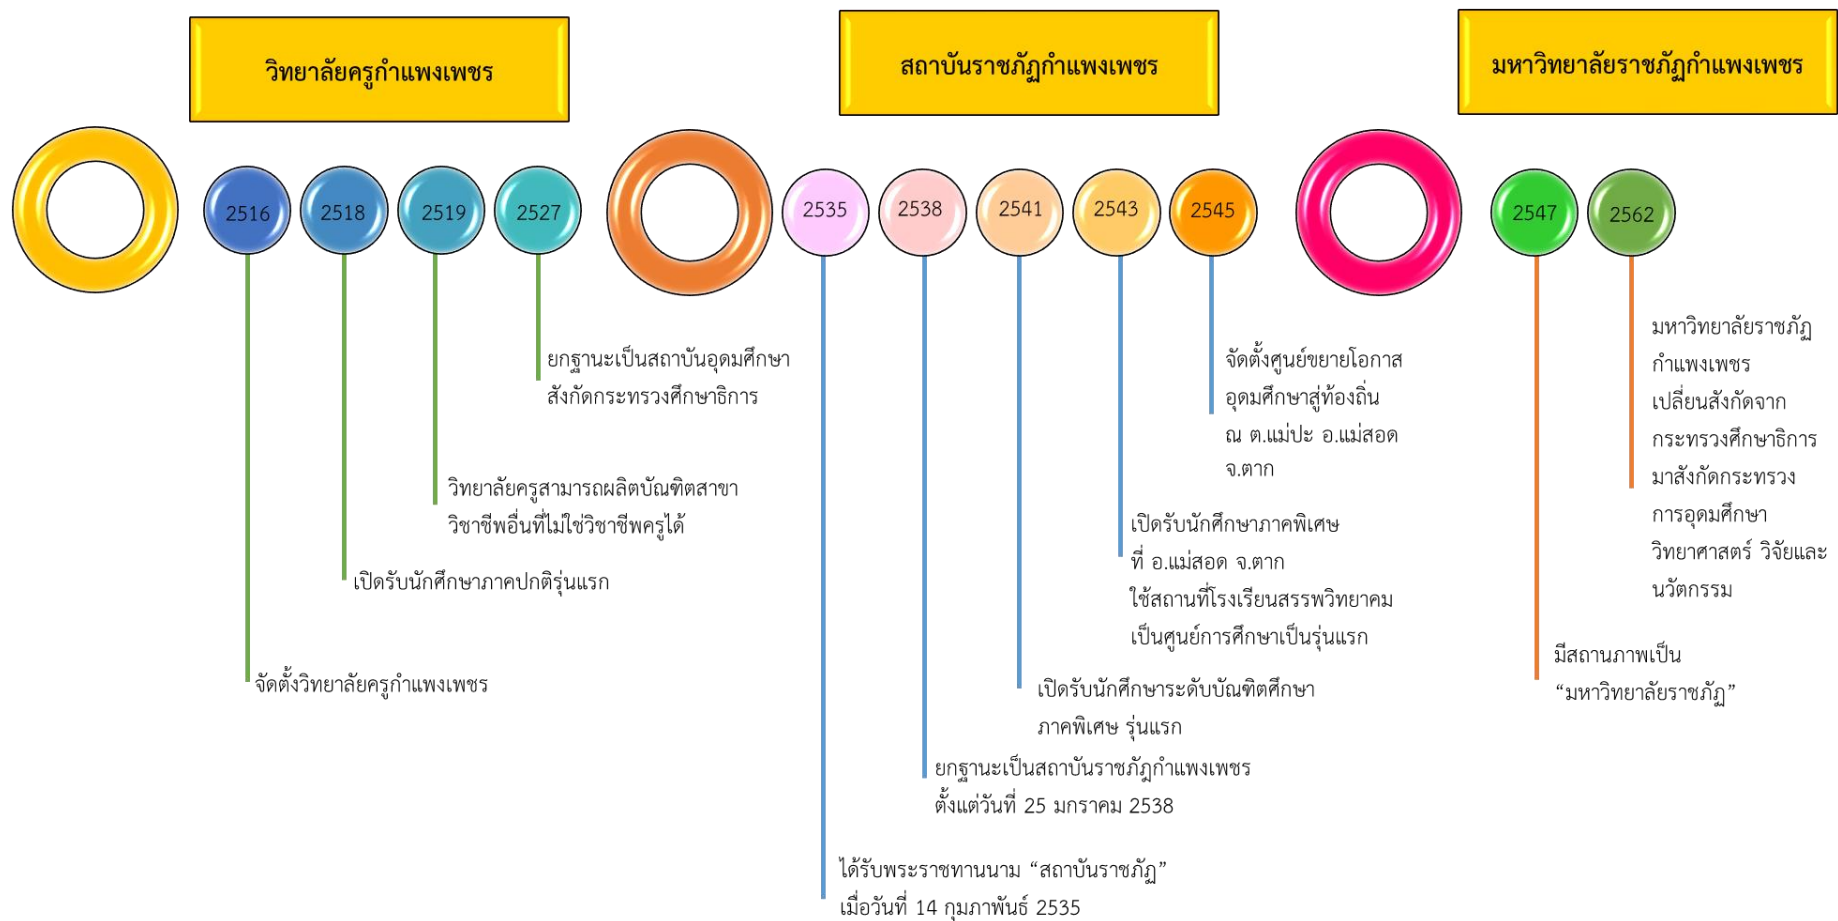 วิทยาลัยครูกำแพงเพชร
สถาบันราชภัฏกำแพงเพชร
มหาวิทยาลัยราชภัฏกำแพงเพชร
2516
2518
2519
2527
2535
2538
2541
2543
2545
2547
2562
จัดตั้งวิทยาลัยครูกำแพงเพชร
เปิดรับนักศึกษาภาคปกติรุ่นแรก
วิทยาลัยครูสามารถผลิตบัณฑิตสาขา
วิชาชีพอื่นที่ไม่ใช่วิชาชีพครูได้
ยกฐานะเป็นสถาบันอุดมศึกษา
สังกัดกระทรวงศึกษาธิการ
ได้รับพระราชทานนาม “สถาบันราชภัฏ”
เมื่อวันที่ 14 กุมภาพันธ์ 2535
ยกฐานะเป็นสถาบันราชภัฎกำแพงเพชร
ตั้งแต่วันที่ 25 มกราคม 2538
เปิดรับนักศึกษาระดับบัณฑิตศึกษา
ภาคพิเศษ รุ่นแรก
เปิดรับนักศึกษาภาคพิเศษ
ที่ อ.แม่สอด จ.ตาก
ใช้สถานที่โรงเรียนสรรพวิทยาคม
เป็นศูนย์การศึกษาเป็นรุ่นแรก
จัดตั้งศูนย์ขยายโอกาส
อุดมศึกษาสู่ท้องถิ่น
ณ ต.แม่ปะ อ.แม่สอด
จ.ตาก
มีสถานภาพเป็น
“มหาวิทยาลัยราชภัฏ”
มหาวิทยาลัยราชภัฏ
กำแพงเพชร
เปลี่ยนสังกัดจาก
กระทรวงศึกษาธิการ
มาสังกัดกระทรวง
การอุดมศึกษา
วิทยาศาสตร์ วิจัยและ
นวัตกรรม